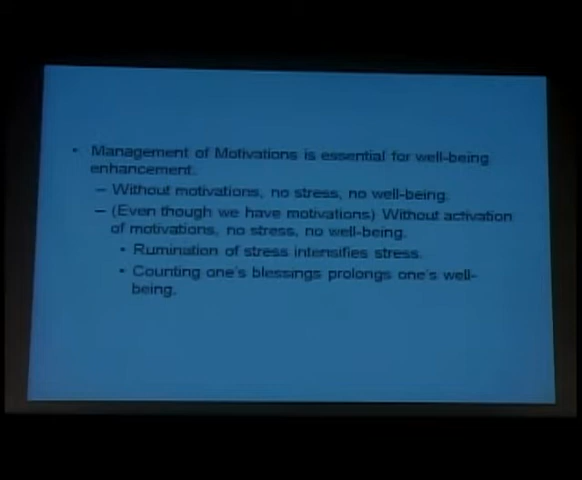 • Management of Motivations is essential for well-being
enhancement.
– Without motivations, no stress, no well-being.
– (Even though we have motivations) Without activation
of motivations, no stress, no well-being.
• Rumination of stress intensifies stress.
• Counting one's blessings prolongs one's well-
being.